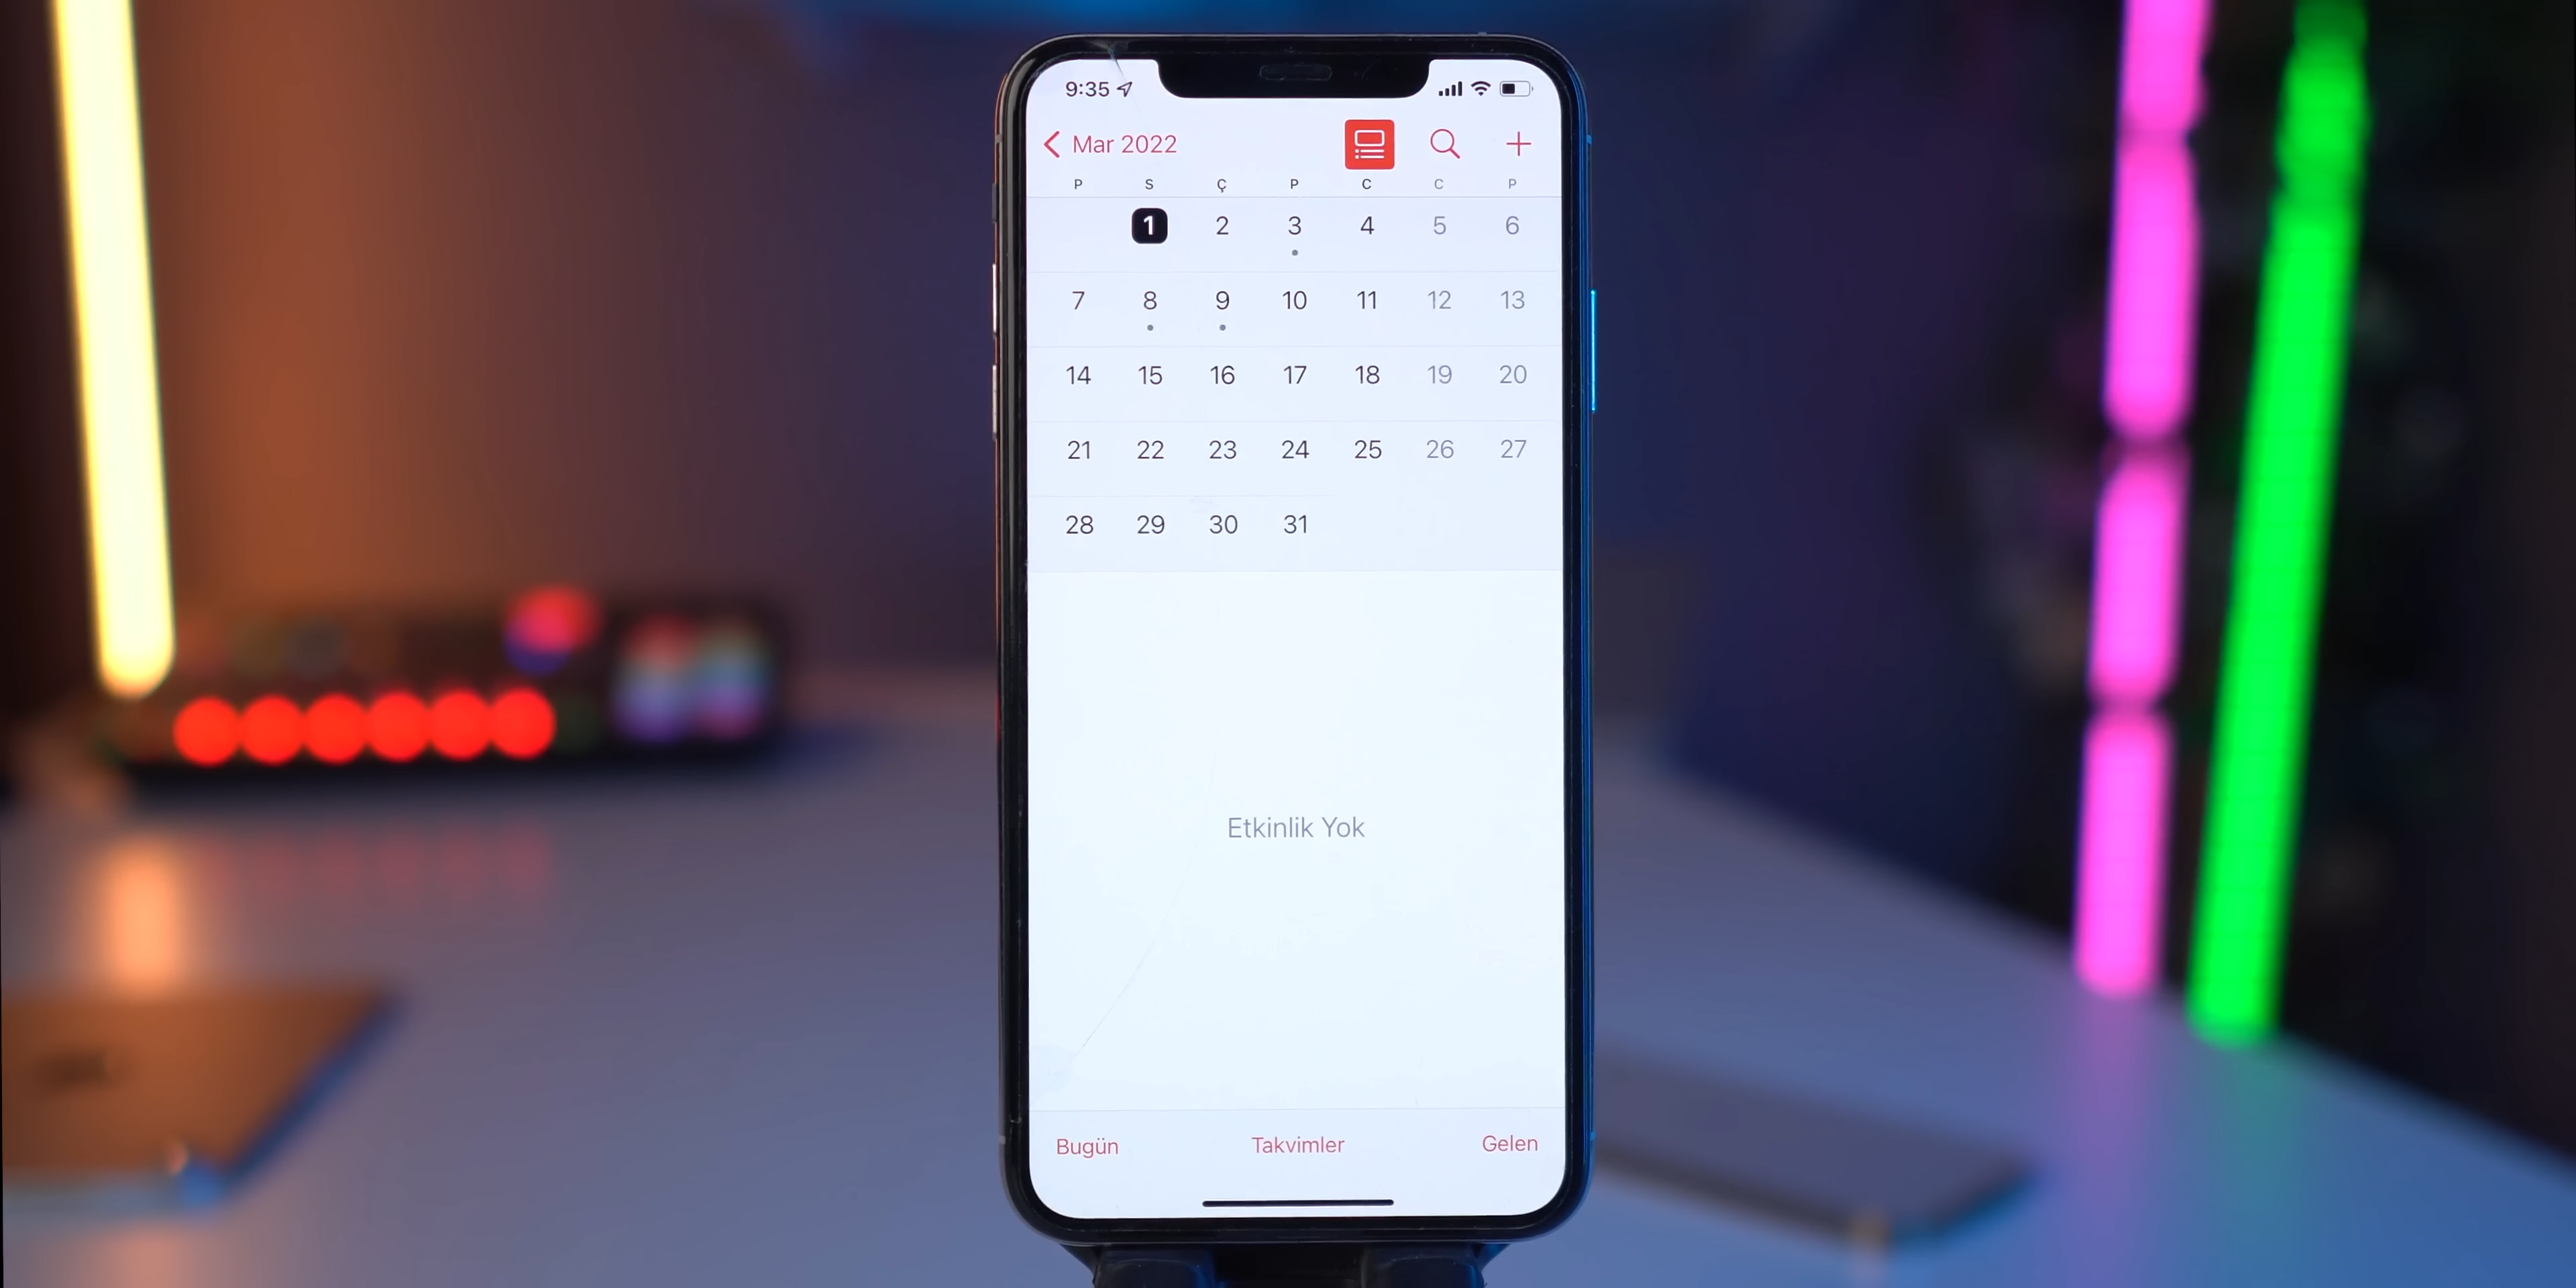 9:35
Mar 2022
P S Ç P C C P
1 2 3 4 5 6
7 8 9 10 11 12 13
14 15 16 17 18 19 20
21 22 23 24 25 26 27
28 29 30 31
Etkinlik Yok
Bugün Takvimler Gelen